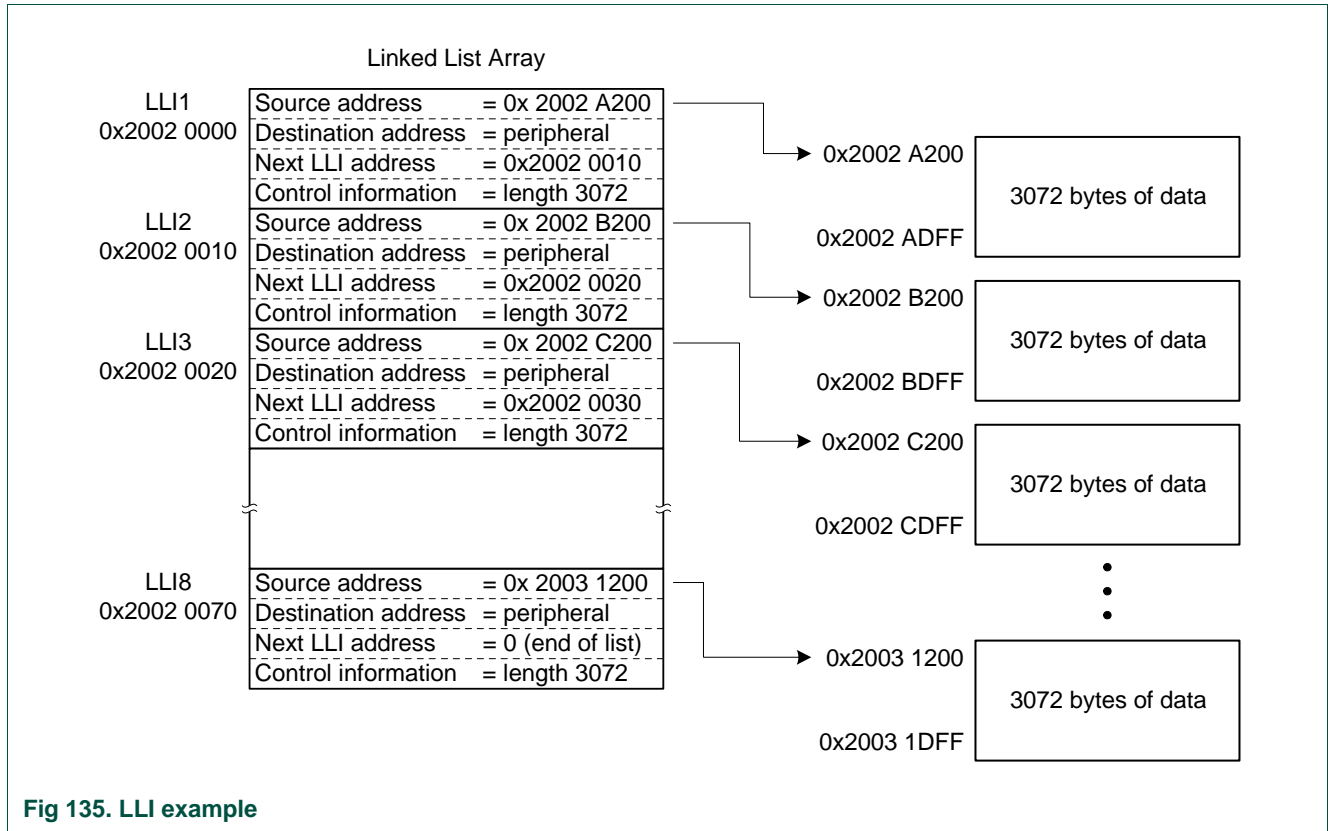 Linked List Array
LLI1
0x2002 0000
Source address = 0x 2002 A200
Destination address = peripheral
Next LLI address = 0x2002 0010
Control information = length 3072
LLI2
0x2002 0010
Source address = 0x 2002 B200
Destination address = peripheral
Next LLI address = 0x2002 0020
Control information = length 3072
LLI3
0x2002 0020
Source address = 0x 2002 C200
Destination address = peripheral
Next LLI address = 0x2002 0030
Control information = length 3072
LLI8
0x2002 0070
Source address = 0x 2003 1200
Destination address = peripheral
Next LLI address = 0 (end of list)
Control information = length 3072
0x2002 A200
3072 bytes of data
0x2002 ADFF
0x2002 B200
3072 bytes of data
0x2002 BDFF
0x2002 C200
3072 bytes of data
0x2002 CDFF
0x2003 1200
3072 bytes of data
0x2003 1DFF
Fig 135. LLI example